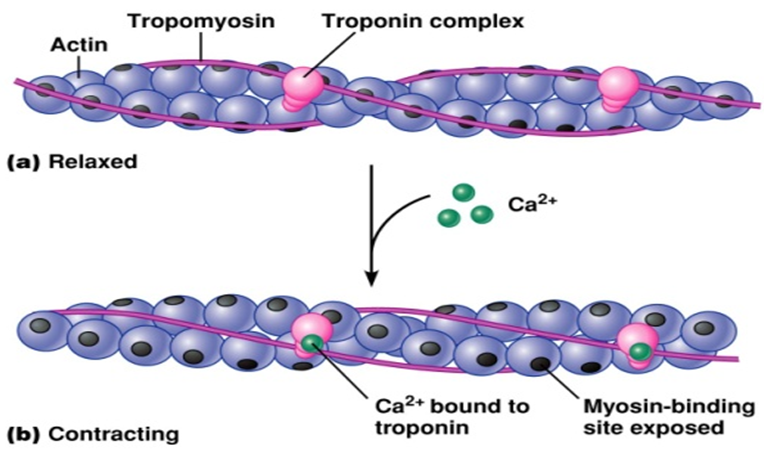 Tropomyosin
Troponin complex
Actin
(a) Relaxed
Ca²⁺
Ca²⁺ bound to
troponin
Myosin-binding
site exposed
(b) Contracting